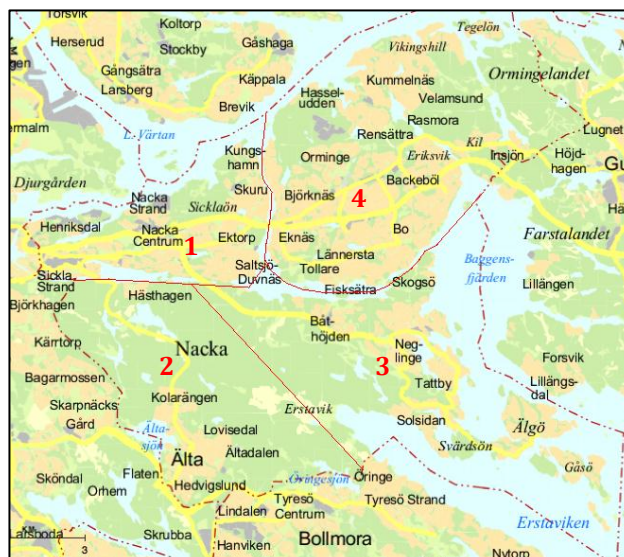 Torsvik
Koltorp
Tegelön
Herserud
Stockby
Gåshaga
Vikingshill
Ormingelandet
Gångsätra
Larsberg
Käppala
Kummelnäs
Hassel-
udden
Velamsund
Brevik
Rasmora
Lugnet
L. Värtan
Rensättra
Kil
Kungs-
hamn
Orminge
Eriksvik
Insjön
Höjd-
hagen
Djurgården
Skuru
Björknäs
4
Backeböl
Gu
Nacka
Strand
Sicklaön
Henriksdal
Nacka
Centrum
1
Ektorp
Eknäs
Bo
Farstalandet
Saltsjö-
Duvnäs
Lännersta
Tollare
Baggens-
fjärden
Sickla
Strand
Hästhagen
Fisksätra
Skogsö
Lillängen
Björkhagen
Båt-
höjden
Kärrtorp
Nacka
Neg-
linge
Forsvik
Bagarmossen
2
3
Tattby
Lillängs-
dal
Skarpnäcks
Gård
Kolarängen
Erstavik
Solsidan
Älgö
Älta-
sjön
Lovisedal
Svärdsön
Sköndal
Flaten
Älta
Ältadalen
Gåsö
Orhem
Hedvigslund
Öringesjön
Öringe
Tyresö
Centrum
Tyresö Strand
Lindalen
Erstaviken
Skrubba
Hanviken
Bollmora
Nytorp
3